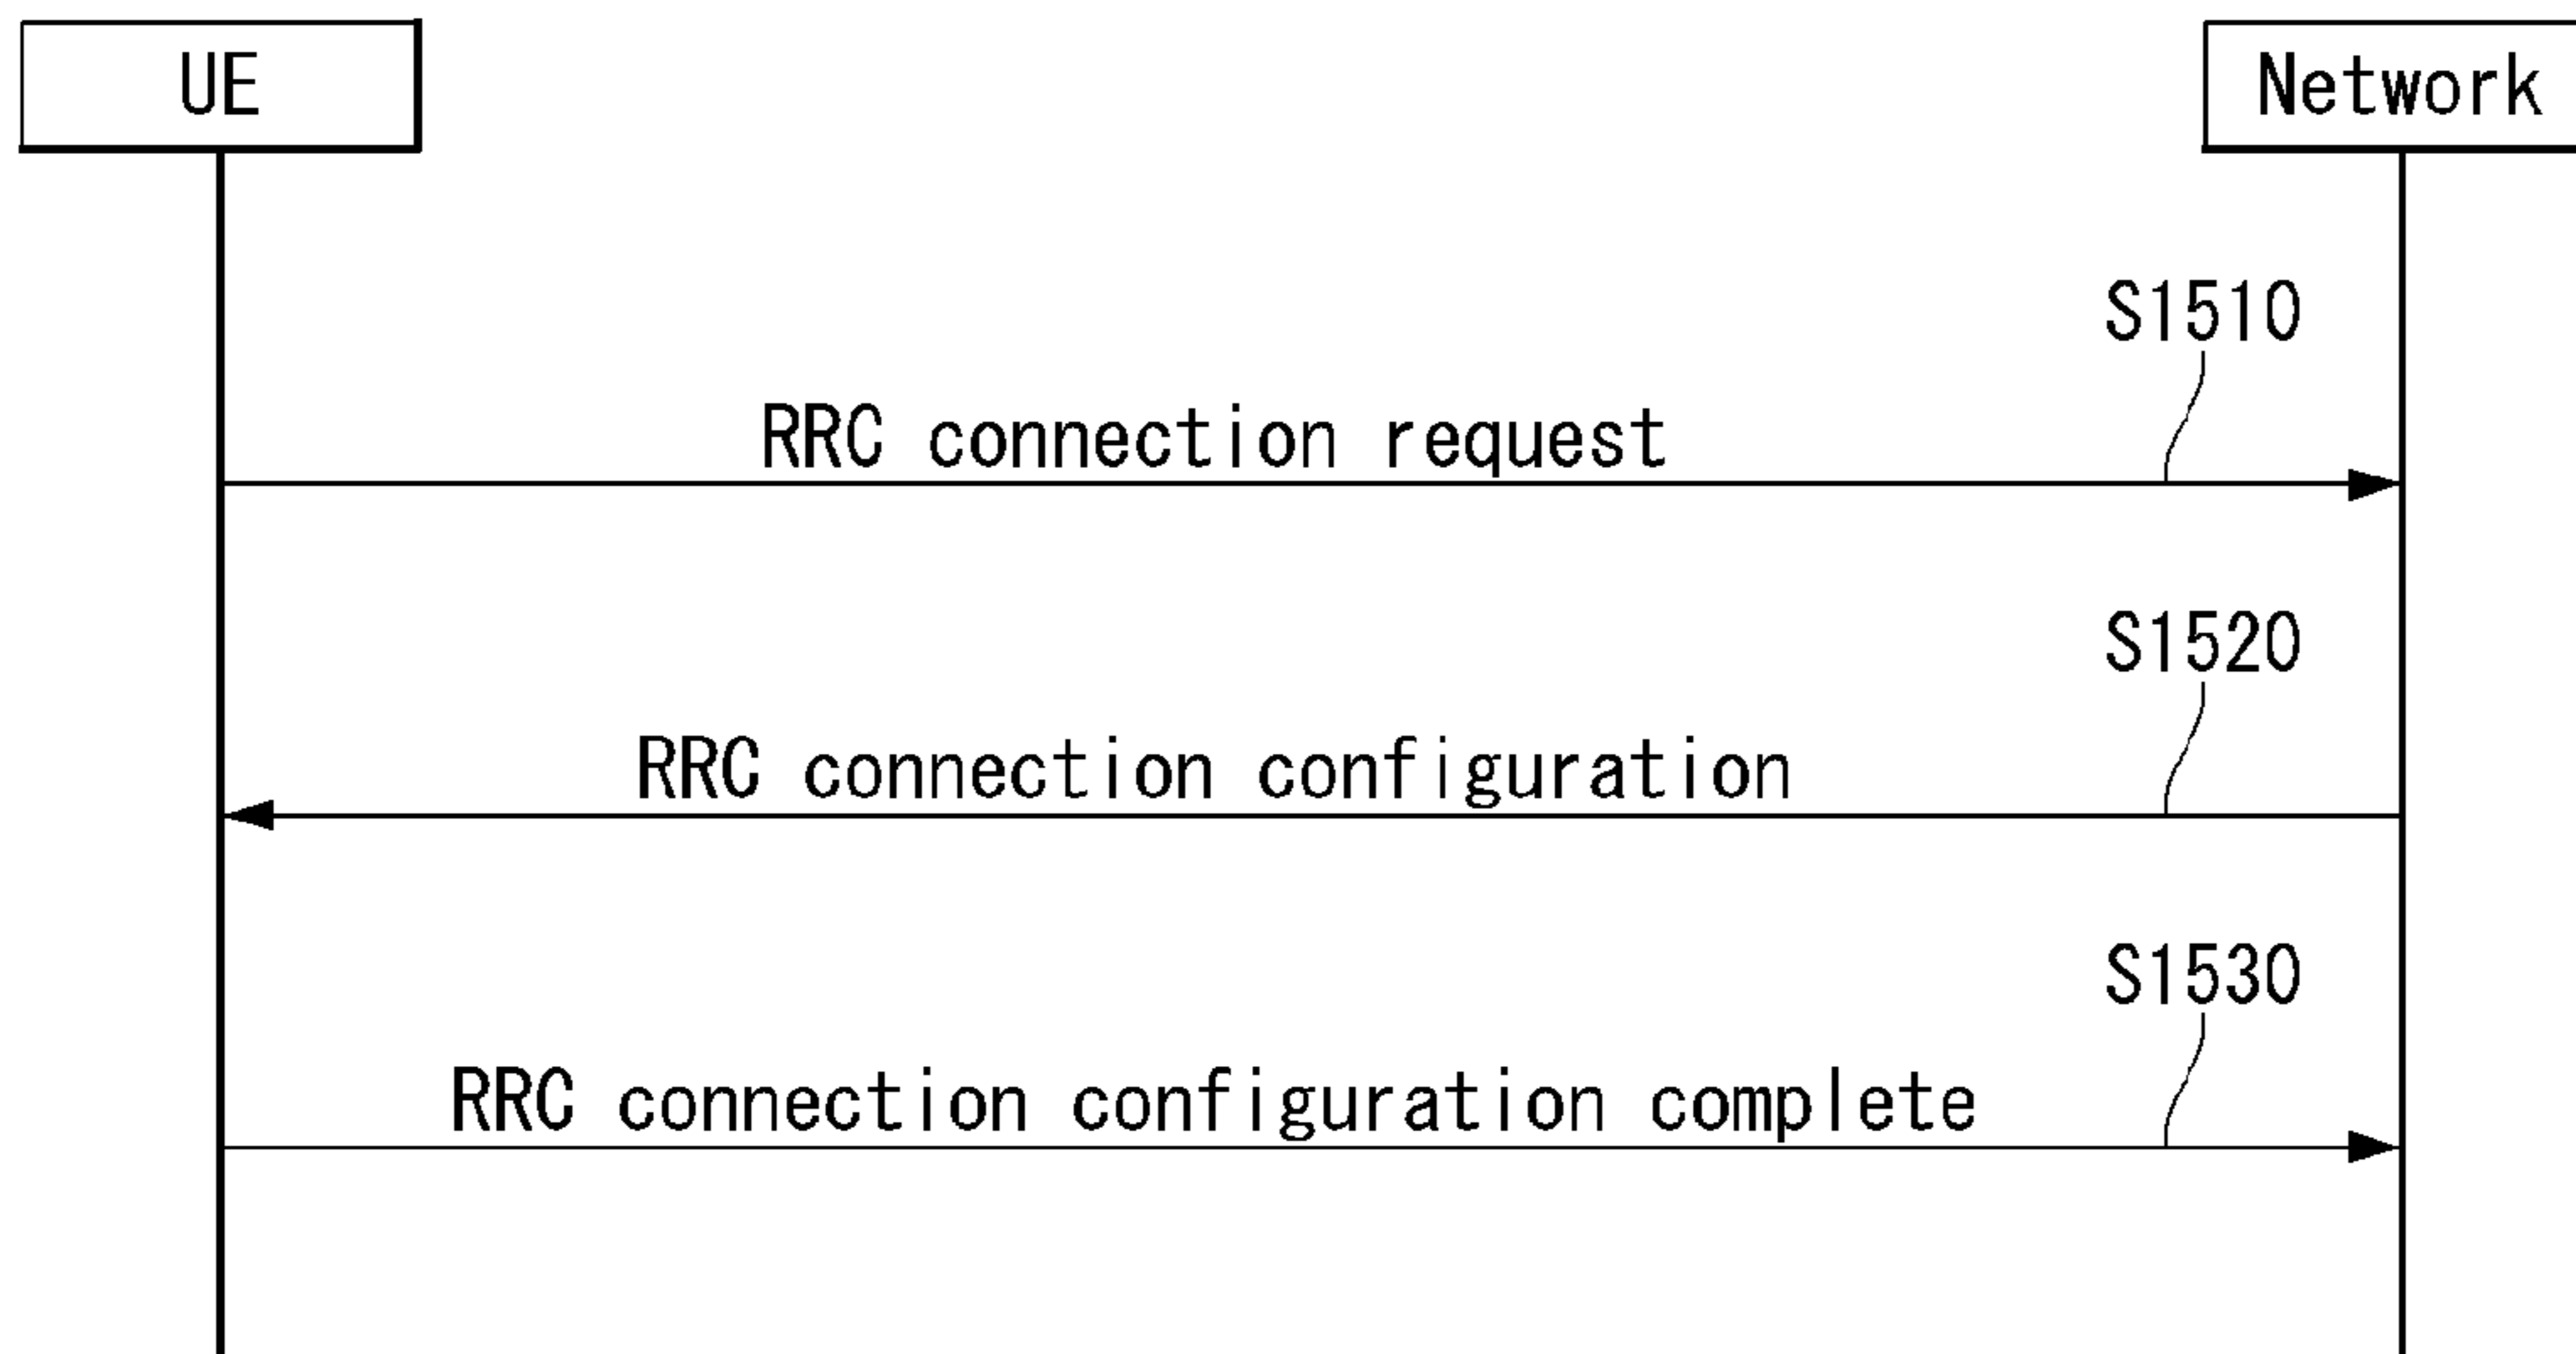 UE
Network
S1510
RRC connection request
S1520
RRC connection configuration
S1530
RRC connection configuration complete